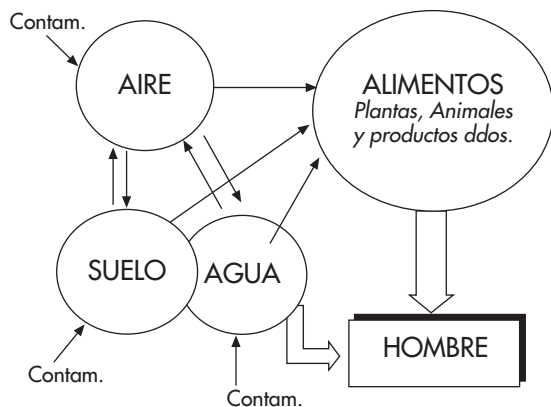 Contam.
AIRE
ALIMENTOS
Plantas, Animales
y productos ddos.
SUELO
AGUA
HOMBRE
Contam.
Contam.